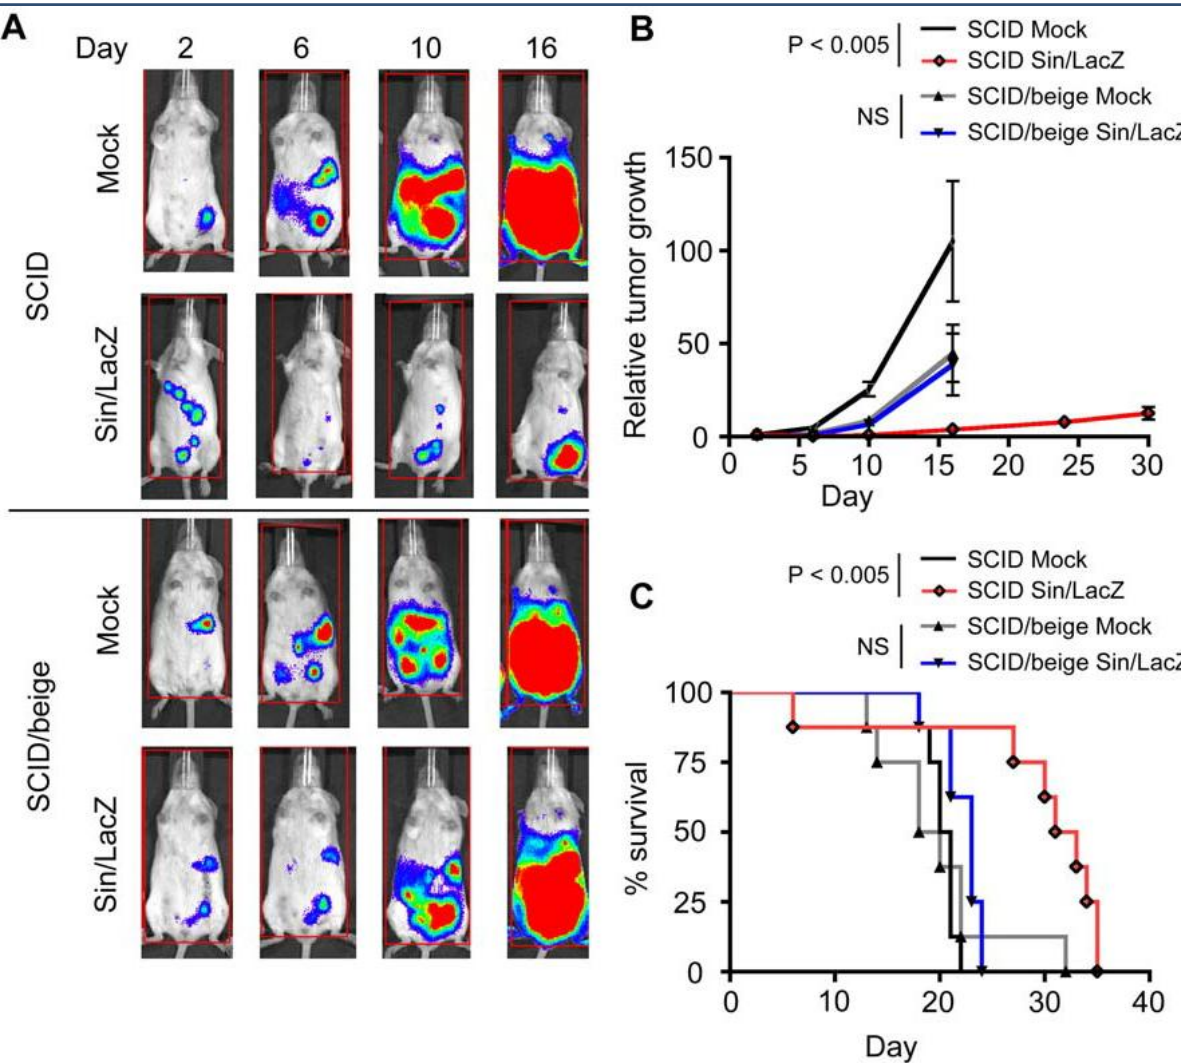 A
Day 2 6 10 16
SCID
Mock
Sin/LacZ
SCID/beige
Mock
Sin/LacZ
B
P < 0.005
SCID Mock
SCID Sin/LacZ
NS
SCID/beige Mock
SCID/beige Sin/LacZ
Relative tumor growth
150
100
50
0
0 5 10 15 20 25 30
Day
C
P < 0.005
SCID Mock
SCID Sin/LacZ
NS
SCID/beige Mock
SCID/beige Sin/LacZ
% survival
100
75
50
25
0
0 10 20 30 40
Day